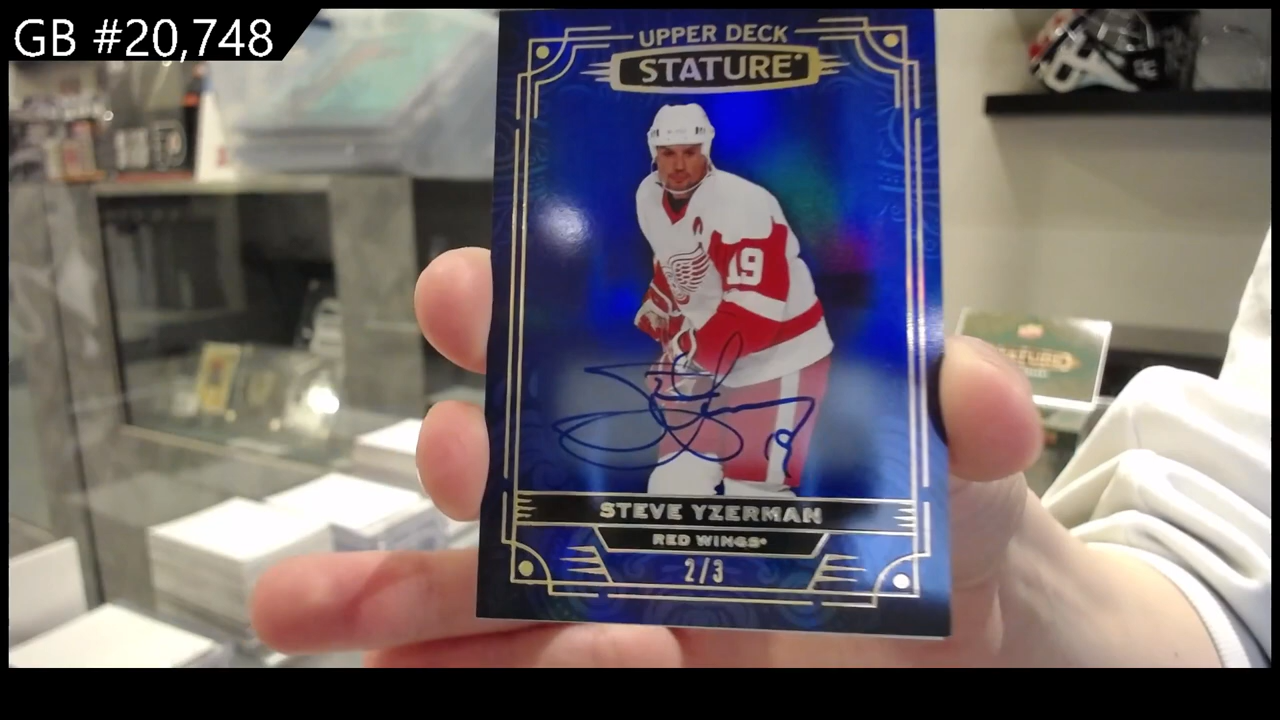 GB #20,748
UPPER DECK
STATURE
19
STEVE YZERMAN
RED WINGS
2/3